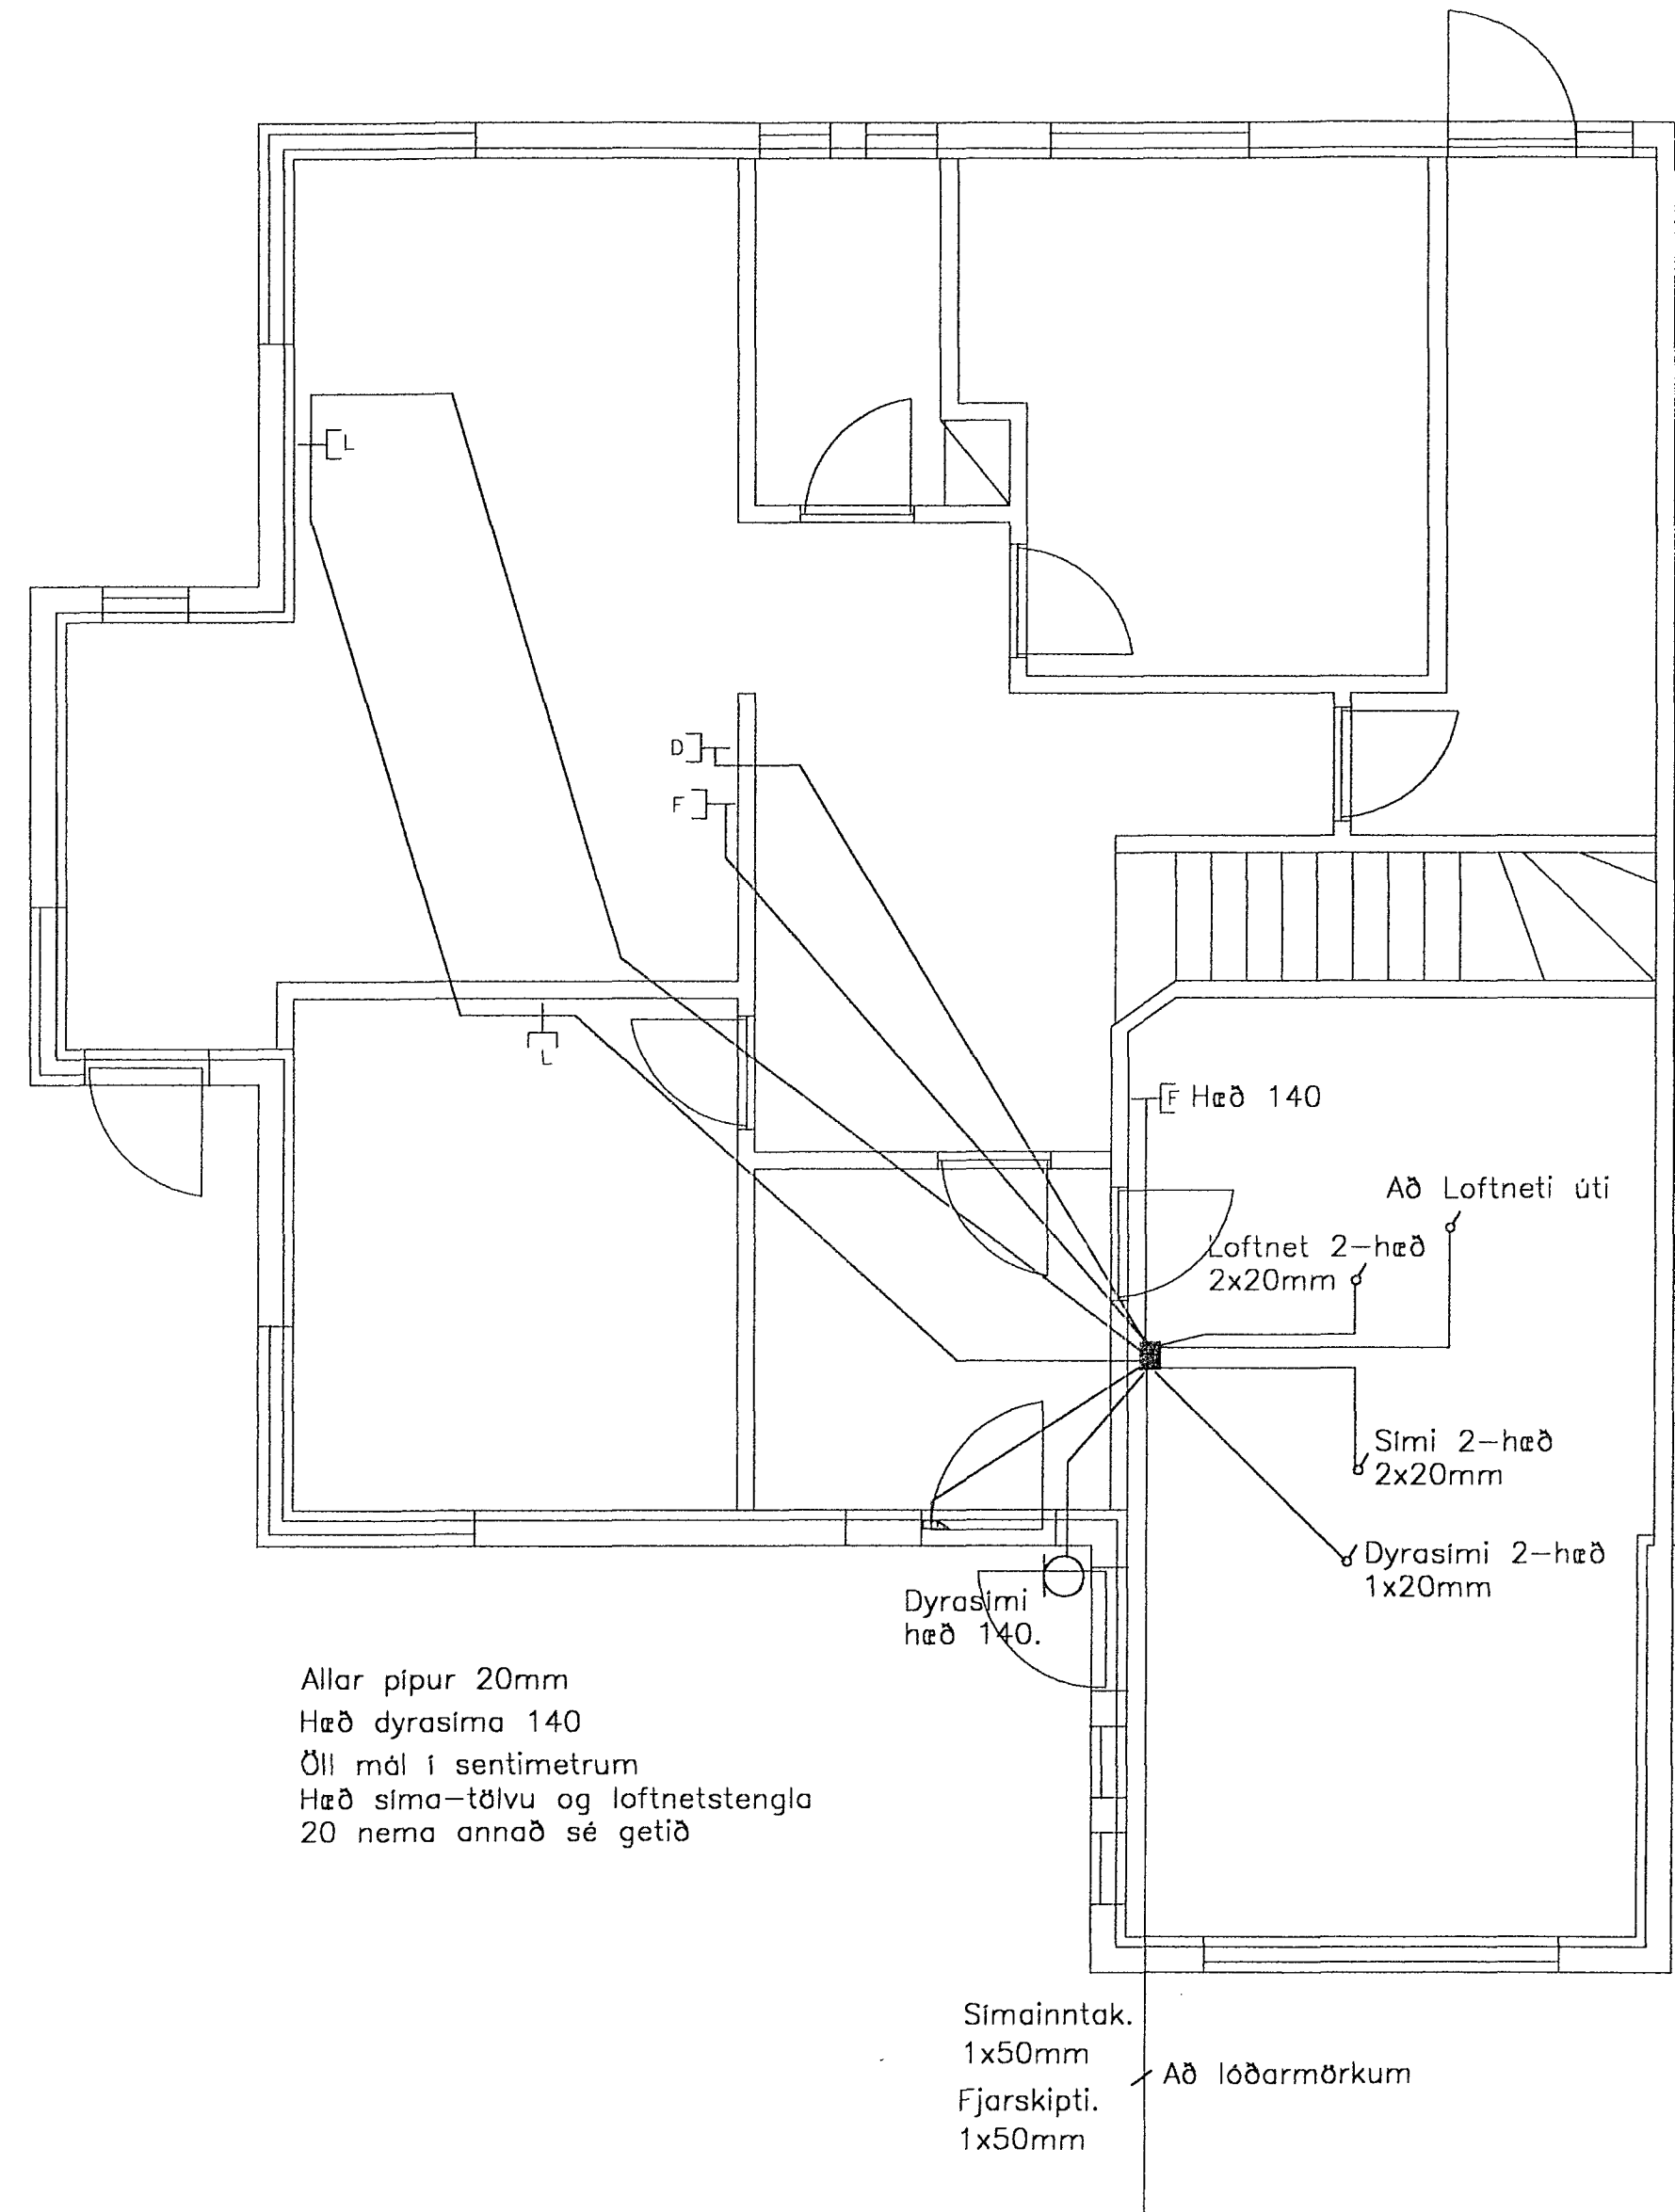 L
D
F
L
F Hæð 140
Að Loftneti úti
Loftnet 2-hæð
2x20mm
Sími 2-hæð
2x20mm
Dyrasími 2-hæð
1x20mm
Dyrasími
hæð 140.
Allar pípur 20mm
Hæð dyrasíma 140
Öll mál í sentimetrum
Hæð síma-tölvu og loftnetstengla
20 nema annað sé getið
Símainntak.
1x50mm
Að lóðarmörkum
Fjarskipti.
1x50mm